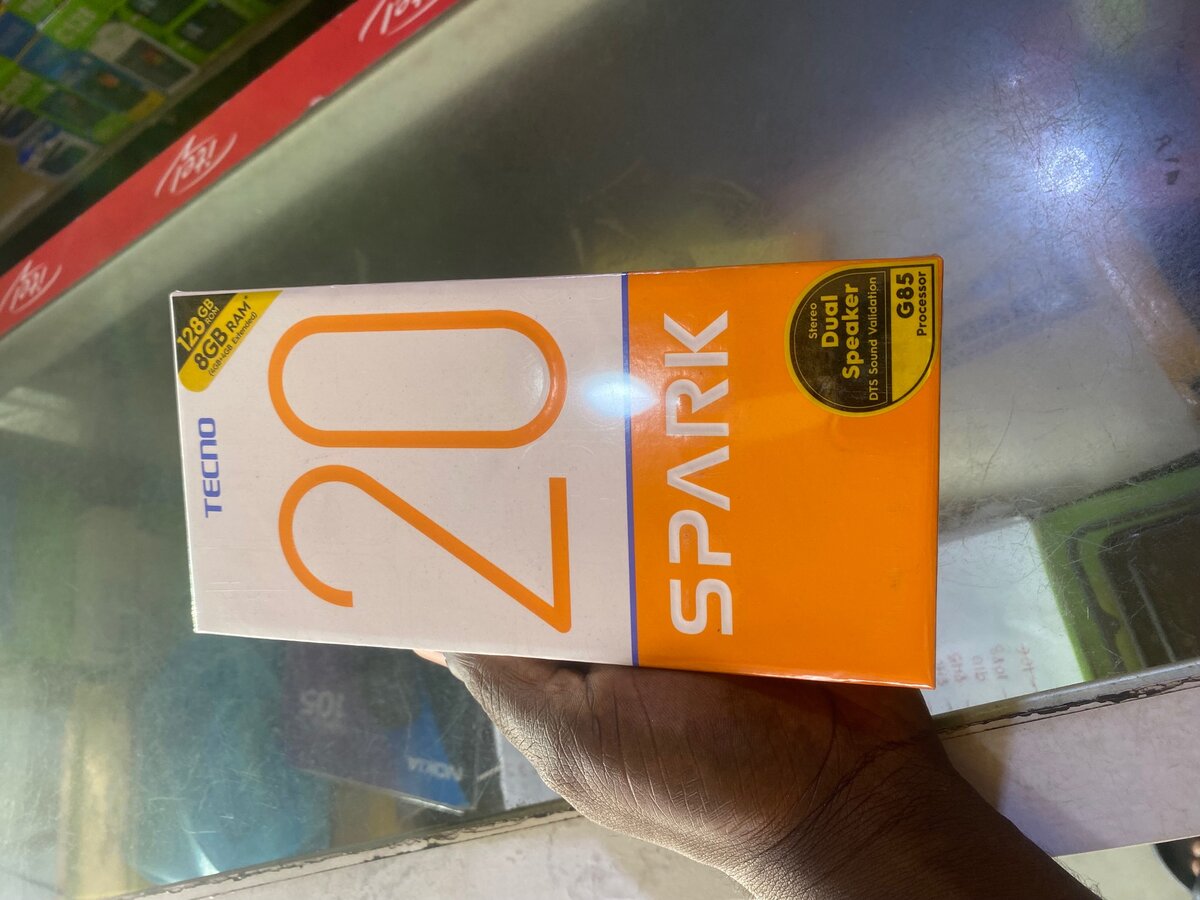 TECNO
128GB
ROM
8GB RAM*
(4GB+4GB Extended)
20
SPARK
Stereo
Dual
Speaker
DTS Sound Validation
G85
Processor
itel
itel
itel
NOKIA
105